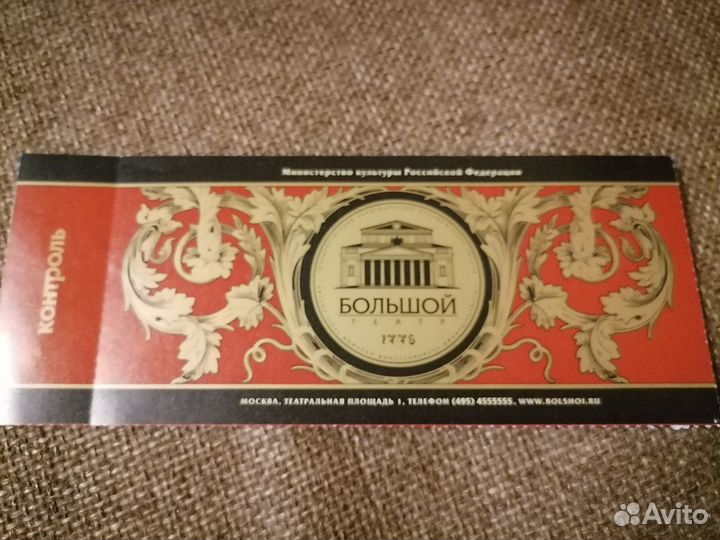 Министерство культуры Российской Федерации
КОНТРОЛЬ
БОЛЬШОЙ
ТЕАТР
1776
МОСКВА, ТЕАТРАЛЬНАЯ ПЛОЩАДЬ 1, ТЕЛЕФОН (495) 4555555, WWW.BOLSHOI.RU
Avito